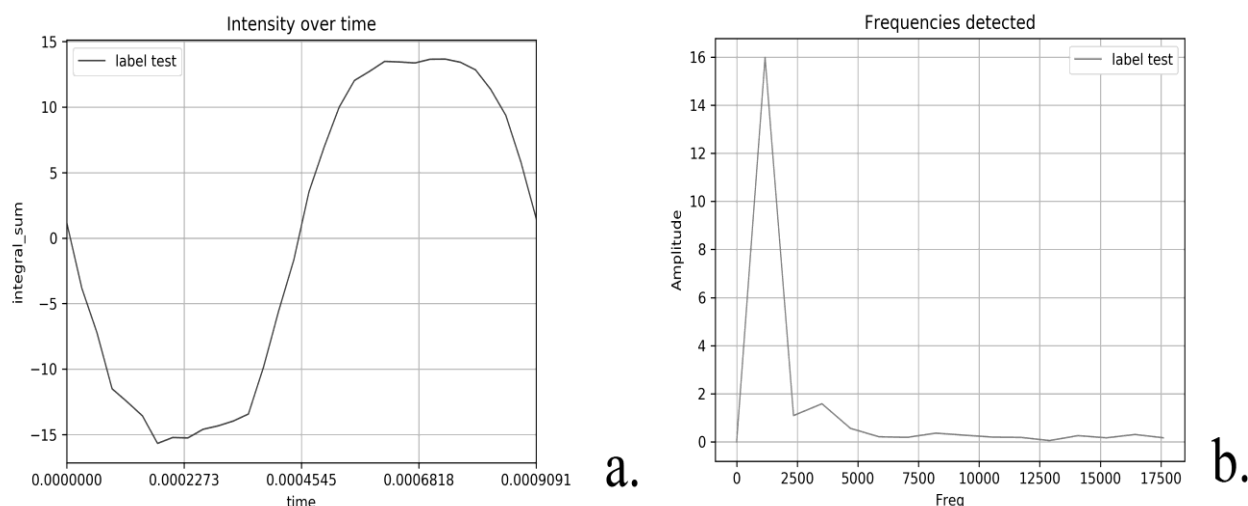 Intensity over time
label test
15
10
5
0
−5
−10
−15
integral_sum
0.0000000 0.0002273 0.0004545 0.0006818 0.0009091
time
a.
Frequencies detected
label test
16
14
12
10
8
6
4
2
0
Amplitude
0 2500 5000 7500 10000 12500 15000 17500
Freq
b.